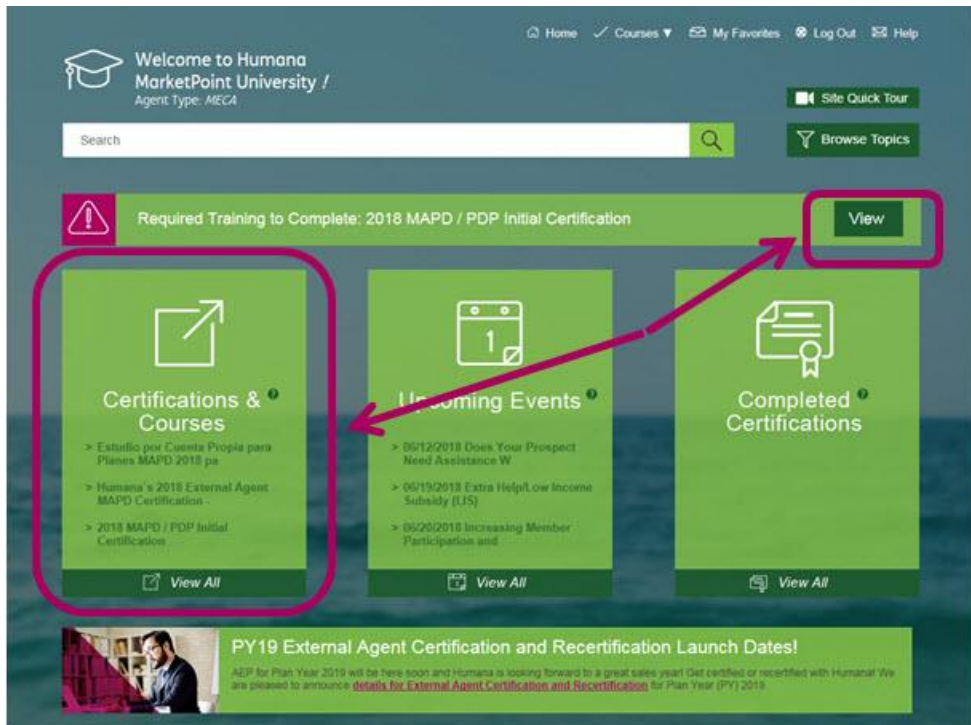 Home Courses ▼ My Favorites Log Out Help
Welcome to Humana
MarketPoint University !
Agent Type: MECA
Site Quick Tour
Search
Browse Topics
Required Training to Complete: 2018 MAPD / PDP Initial Certification
View
1
Certifications & ?
Courses
> Estudio por Cuenta Propia para
Planes MAPD 2018 pa
> Humana's 2018 External Agent
MAPD Certification -
> 2018 MAPD / PDP Initial
Certification
View All
Upcoming Events ?
> 06/12/2018 Does Your Prospect
Need Assistance W
> 06/19/2018 Extra Help/Low Income
Subsidy (LIS)
> 06/20/2018 Increasing Member
Participation and
View All
Completed ?
Certifications
View All
PY19 External Agent Certification and Recertification Launch Dates!
AEP for Plan Year 2019 will be here soon and Humana is looking forward to a great sales year! Get certified or recertified with Humana! We
are pleased to announce details for External Agent Certification and Recertification for Plan Year (PY) 2019.